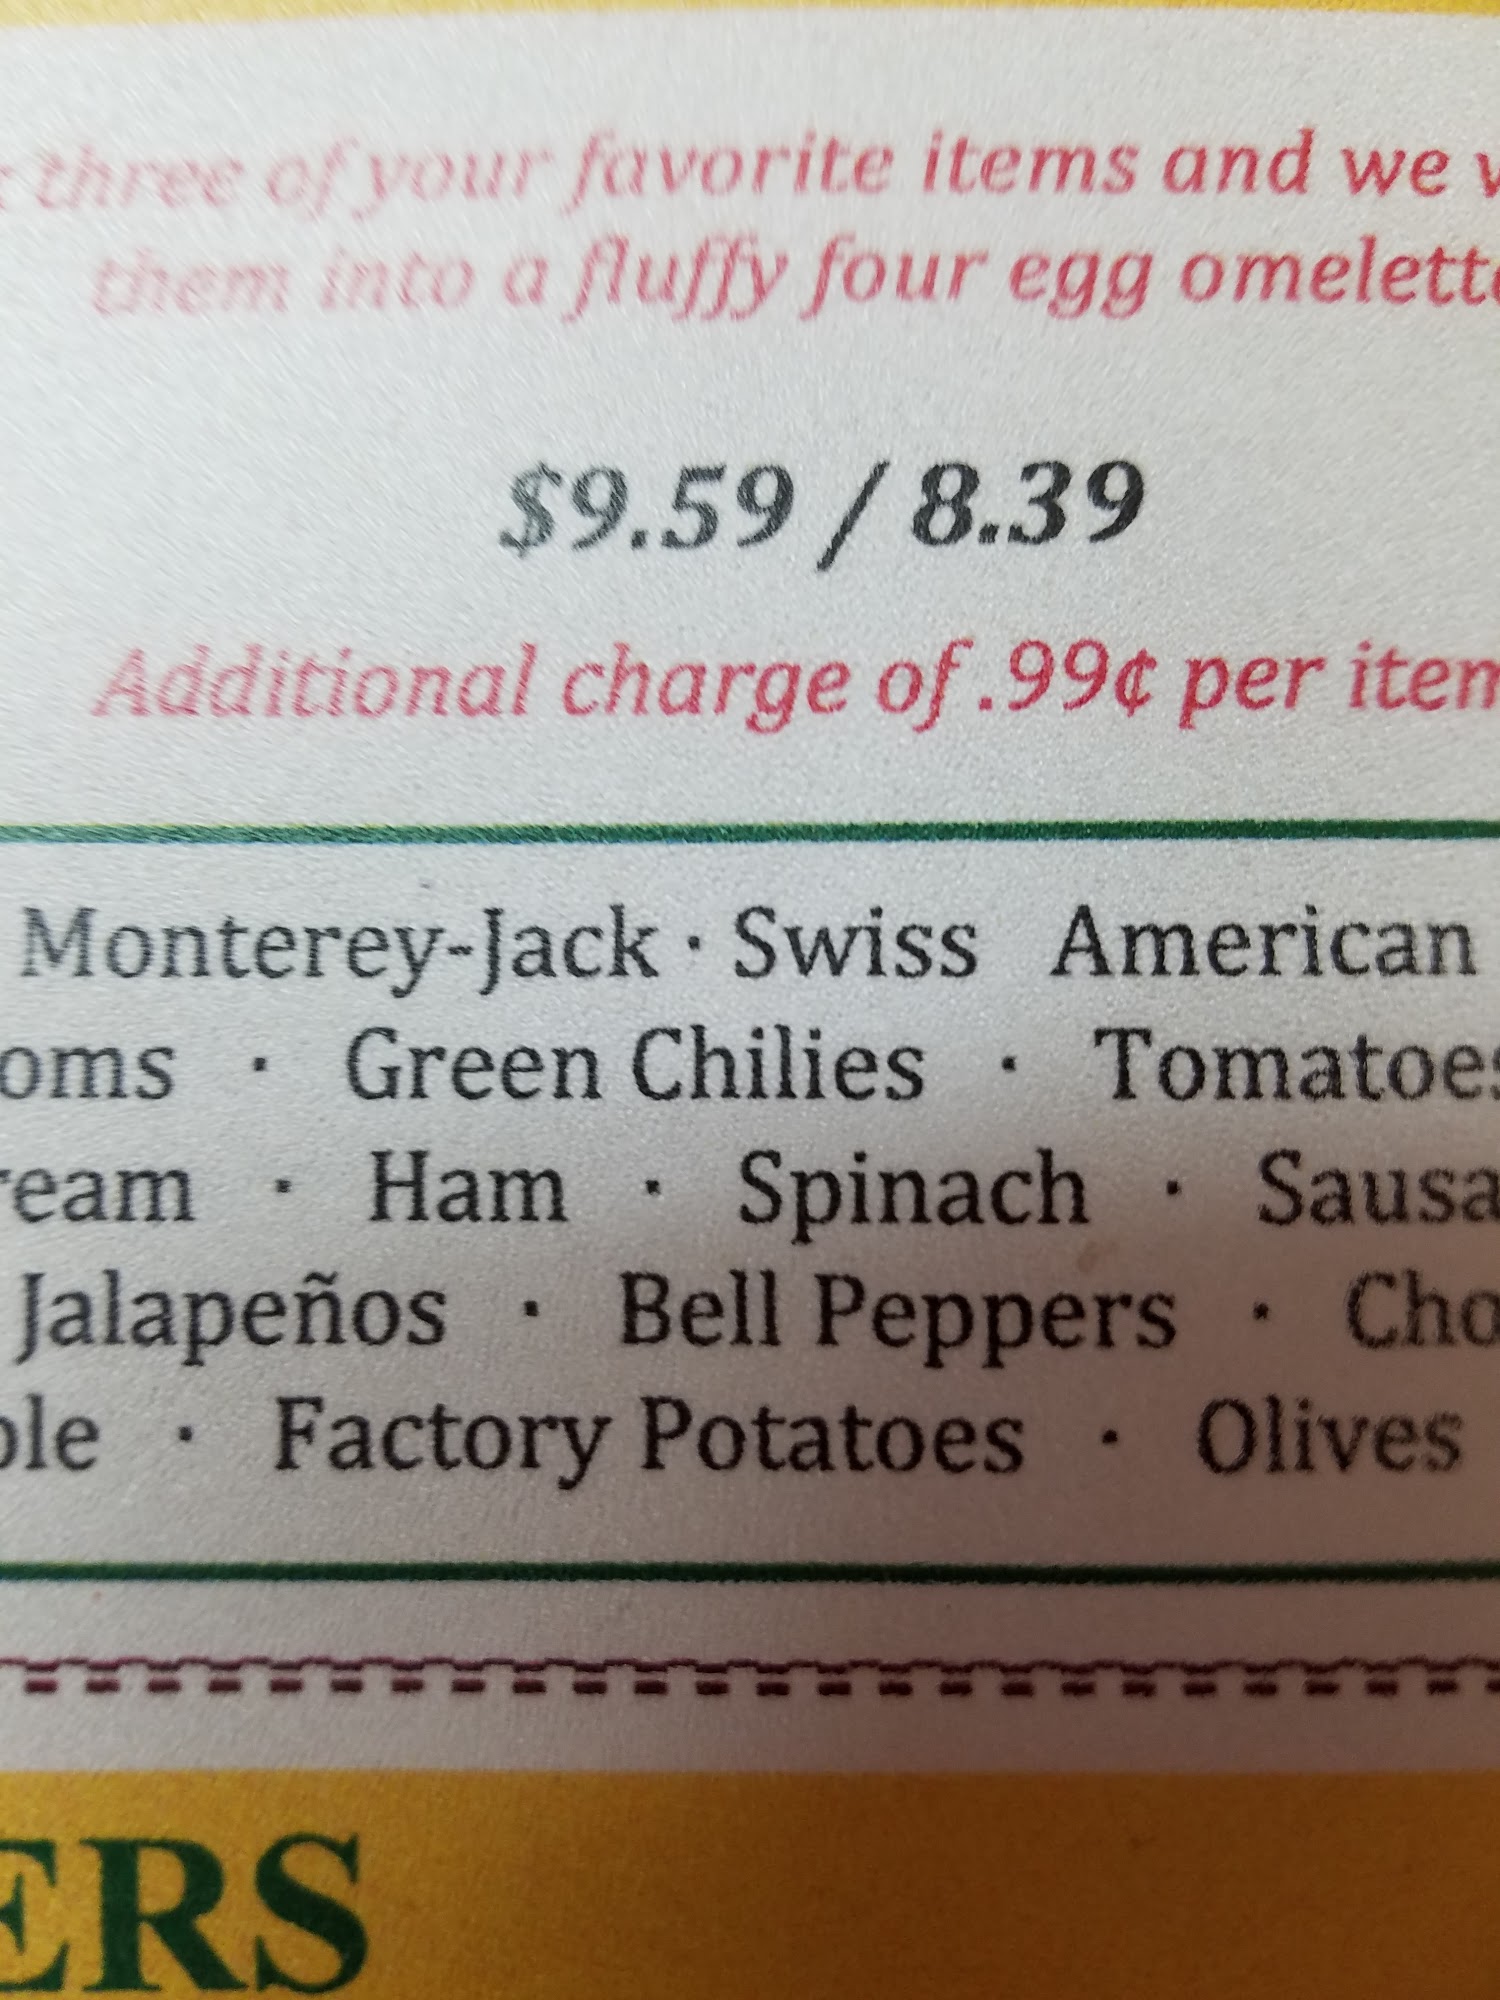 three of your favorite items and we
them into a fluffy four egg omelette
$9.59 / 8.39
Additional charge of .99¢ per item
Monterey-Jack · Swiss American
oms · Green Chilies · Tomatoes
ream · Ham · Spinach · Sausa
Jalapeños · Bell Peppers · Cho
ole · Factory Potatoes · Olives
ERS